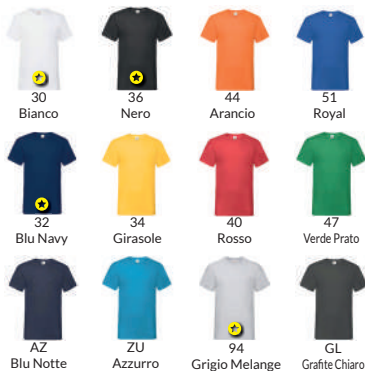 30 36 44 51
Bianco Nero Arancio Royal
32 34 40 47
Blu Navy Girasole Rosso Verde Prato
AZ ZU 94 GL
Blu Notte Azzurro Grigio Melange Grafite Chiaro